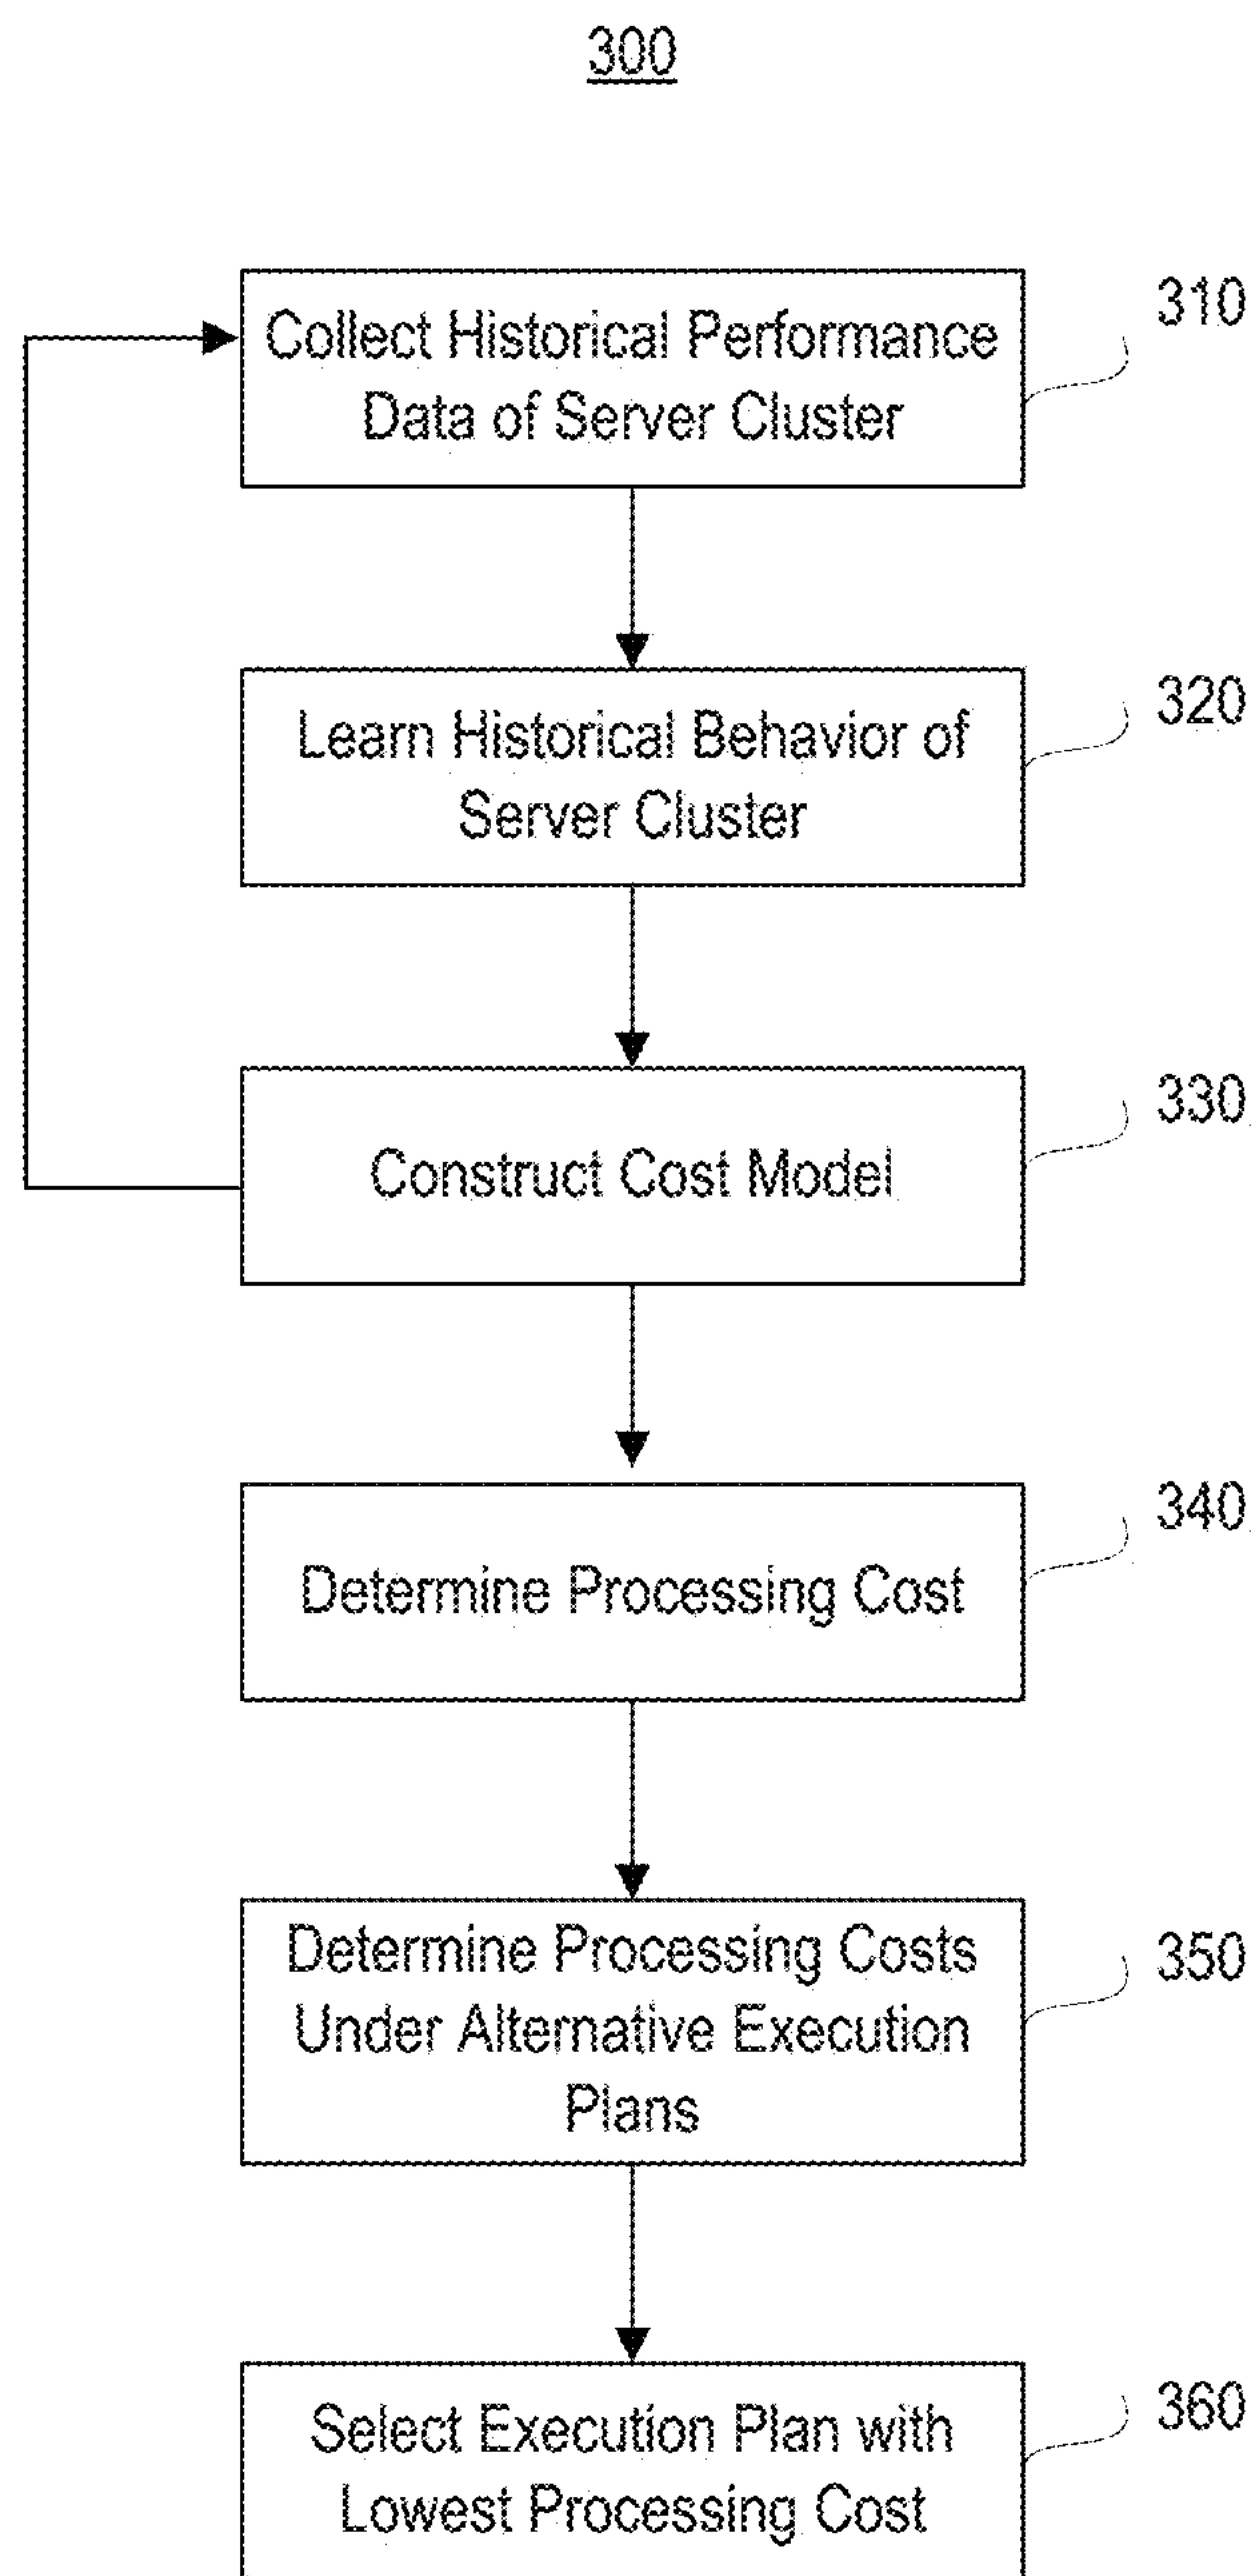 300
Collect Historical Performance
Data of Server Cluster
310
Learn Historical Behavior of
Server Cluster
320
Construct Cost Model
330
Determine Processing Cost
340
Determine Processing Costs
Under Alternative Execution
Plans
350
Select Execution Plan with
Lowest Processing Cost
360